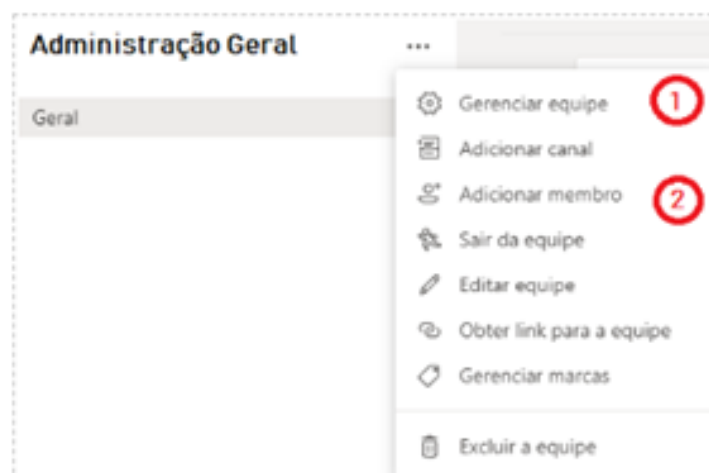 Administração Geral ...
Geral
Gerenciar equipe 1
Adicionar canal
Adicionar membro 2
Sair da equipe
Editar equipe
Obter link para a equipe
Gerenciar marcas
Excluir a equipe